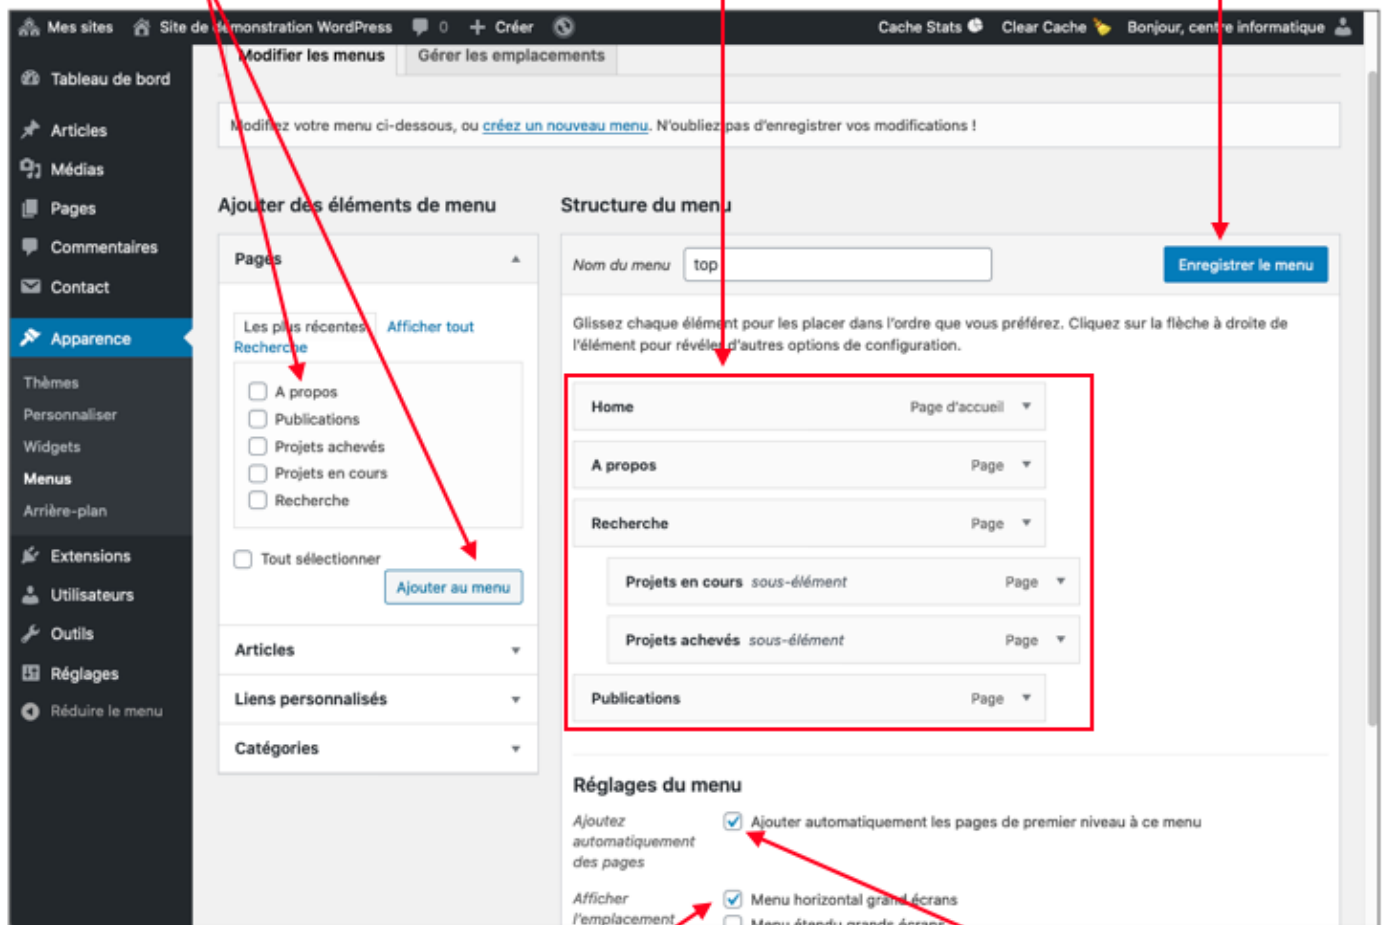 Mes sites Site de démonstration WordPress 0 + Créer Cache Stats Clear Cache Bonjour, centre informatique
Modifier les menus Gérer les emplacements
Tableau de bord
Articles
Médias
Pages
Commentaires
Contact
Apparence
Thèmes
Personnaliser
Widgets
Menus
Arrière-plan
Extensions
Utilisateurs
Outils
Réglages
Réduire le menu
Modifiez votre menu ci-dessous, ou créez un nouveau menu. N'oubliez pas d'enregistrer vos modifications !
Ajouter des éléments de menu
Pages
Les plus récentes Afficher tout
Recherche
A propos
Publications
Projets achevés
Projets en cours
Recherche
Tout sélectionner
Ajouter au menu
Articles
Liens personnalisés
Catégories
Structure du menu
Nom du menu top Enregistrer le menu
Glissez chaque élément pour les placer dans l'ordre que vous préférez. Cliquez sur la flèche à droite de
l'élément pour révéler d'autres options de configuration.
Home Page d'accueil
A propos Page
Recherche Page
Projets en cours sous-élément Page
Projets achevés sous-élément Page
Publications Page
Réglages du menu
Ajoutez
automatiquement
des pages
Ajouter automatiquement les pages de premier niveau à ce menu
Afficher
l'emplacement
Menu horizontal grand écrans
Menu étendu grands écrans